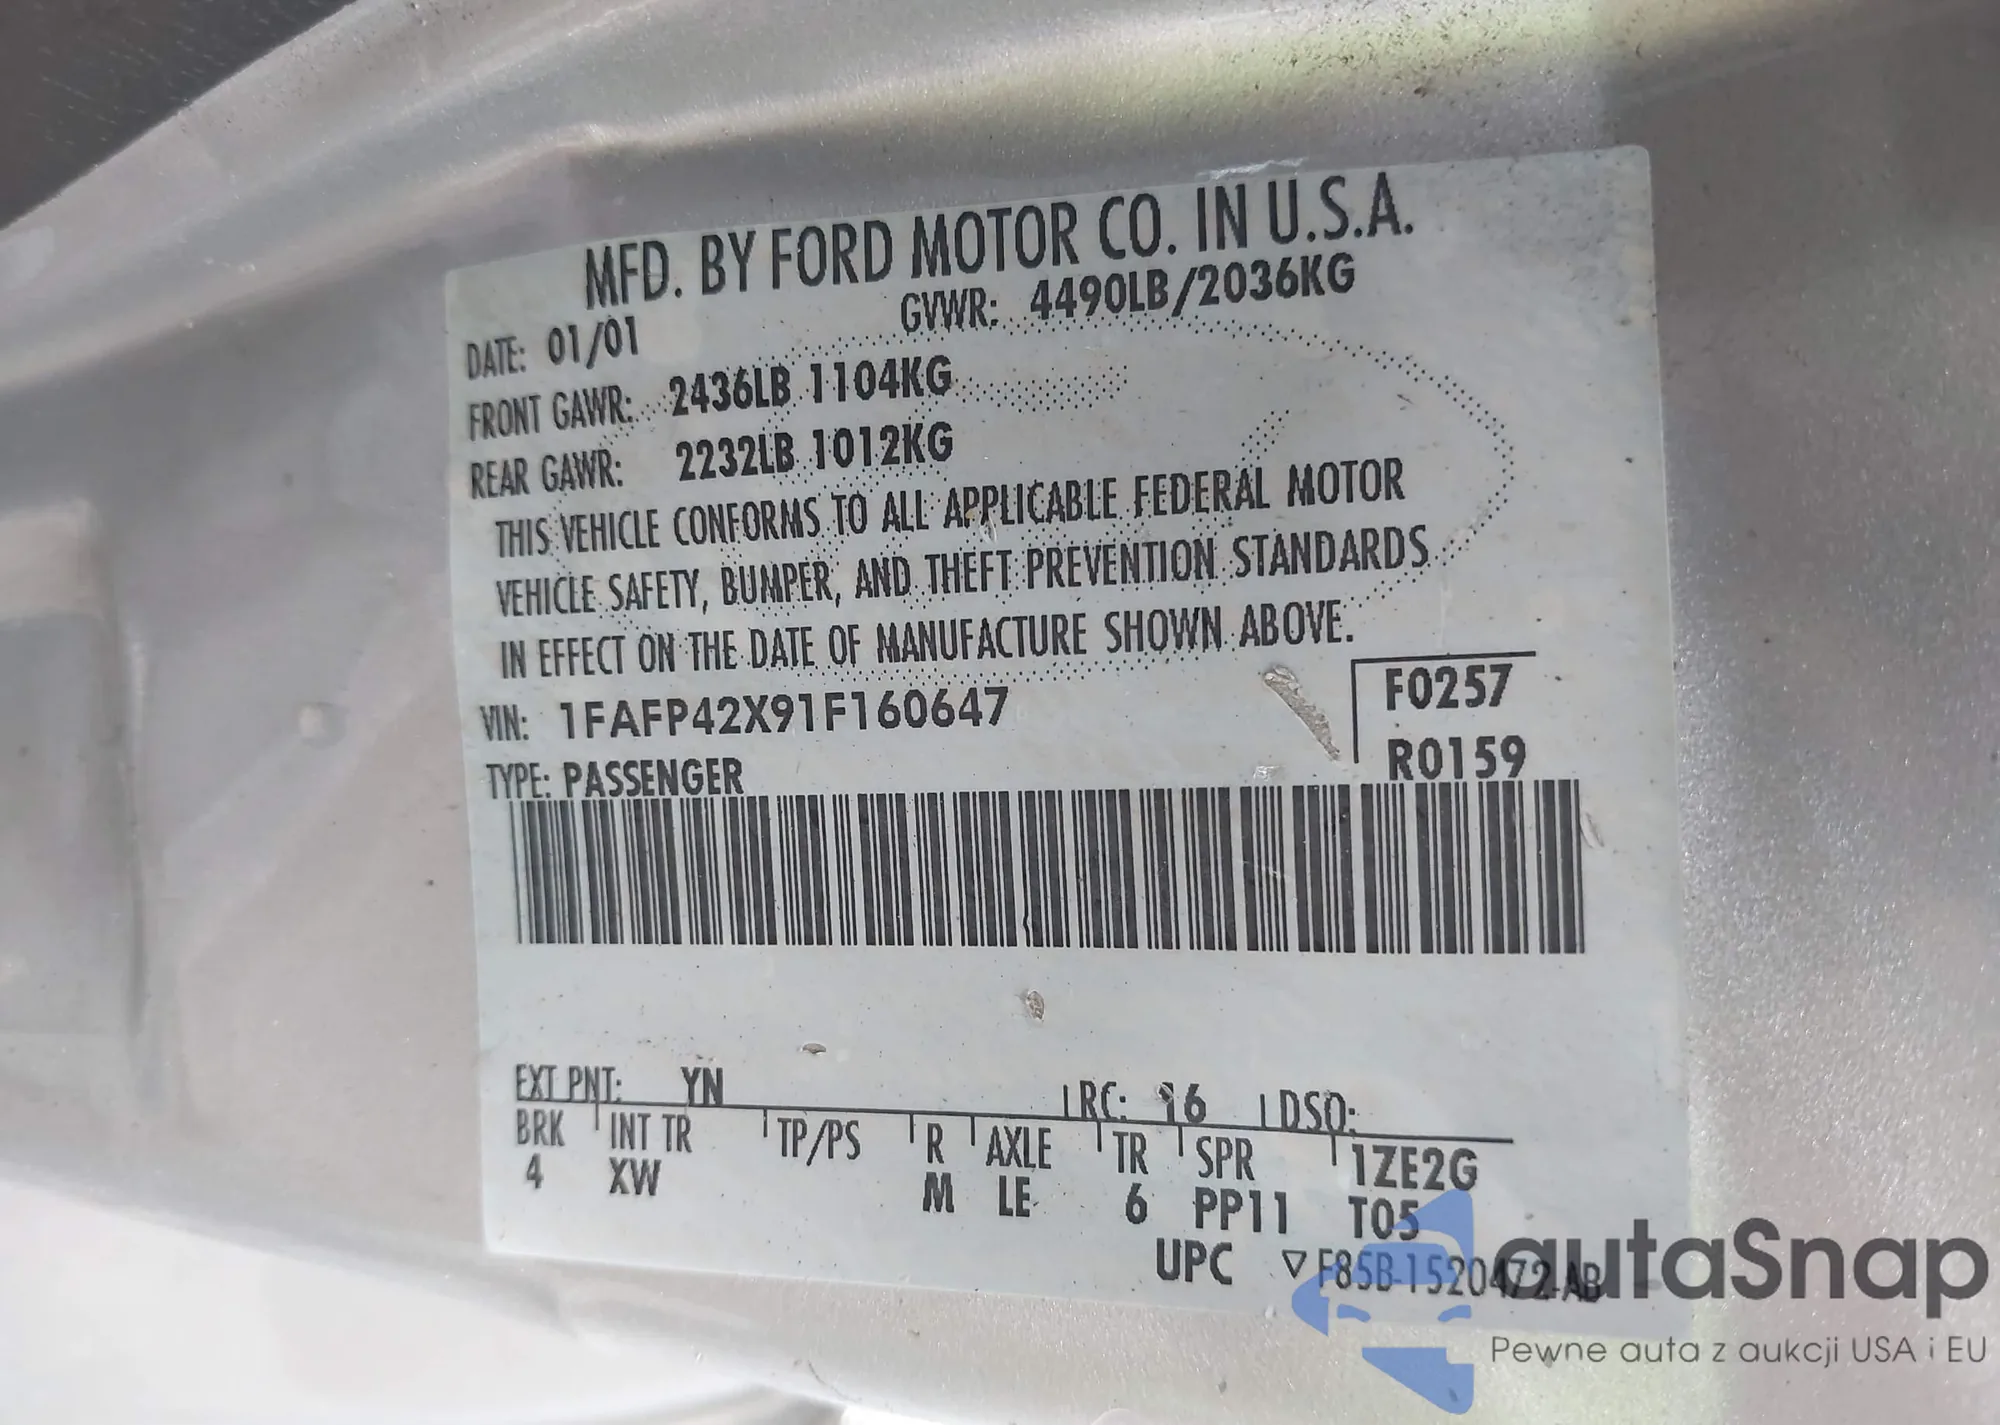 MFD. BY FORD MOTOR CO. IN U.S.A.
DATE: 01/01 GVWR: 4490LB/2036KG
FRONT GAWR: 2436LB 1104KG
REAR GAWR: 2232LB 1012KG
THIS VEHICLE CONFORMS TO ALL APPLICABLE FEDERAL MOTOR
VEHICLE SAFETY, BUMPER, AND THEFT PREVENTION STANDARDS
IN EFFECT ON THE DATE OF MANUFACTURE SHOWN ABOVE.
VIN: 1FAFP42X91F160647
F0257
TYPE: PASSENGER
R0159
EXT PNT: YN RC: 16 DSO:
BRK INT TR TP/PS R AXLE TR SPR 1ZE2G
4 XW M LE 6 PP11 T05
UPC ▽ F85B-1520472-AB
autaSnap
Pewne auta z aukcji USA i EU